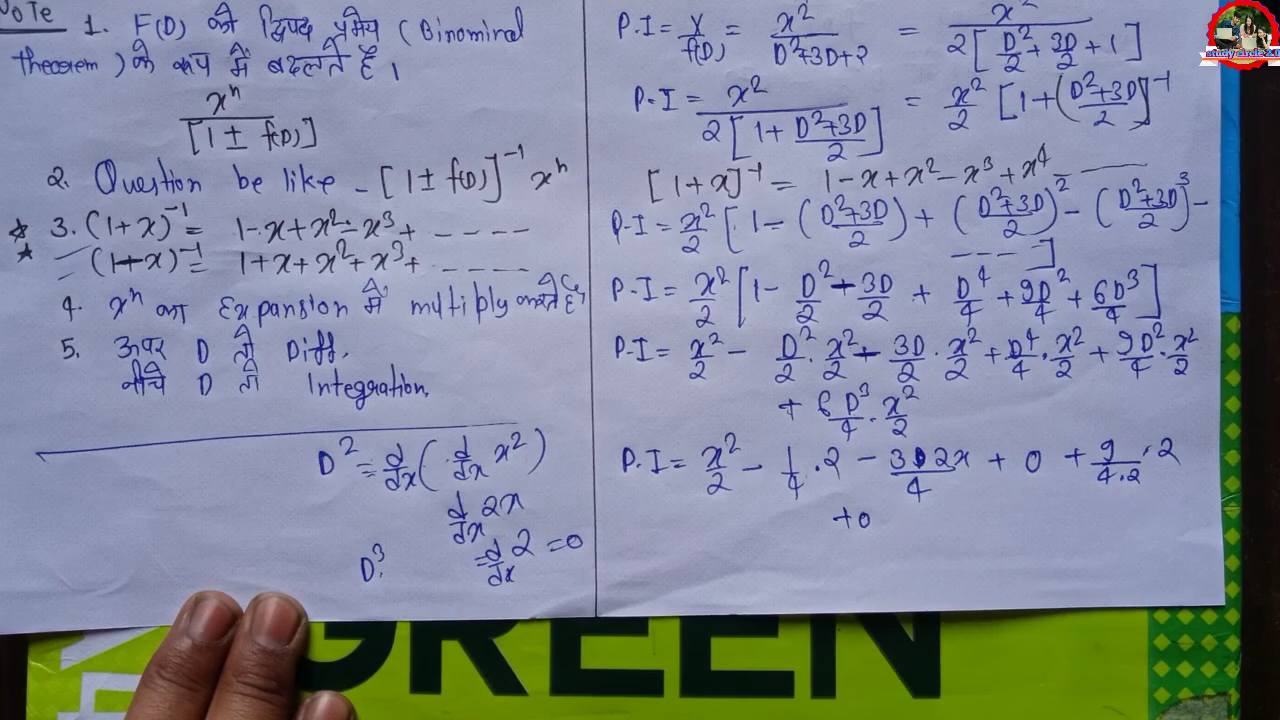 Note 1. F(D) को द्विपद प्रमेय (Binominal
theorem) के रूप में बदलते है।
x^n / [1 ± f(D)]
2. Question be like - [1 ± f(D)]^-1 x^n
* 3. (1+x)^-1 = 1-x+x^2-x^3+ -----
* (1-x)^-1 = 1+x+x^2+x^3+ -----
4. x^n का Expansion में multiply करते है,
5. ऊपर D तो Diff.
नीचे D तो Integration,
D^2 = d/dx ( d/dx x^2 )
d/dx 2x
D^3 = d/dx 2 = 0
P.I = X/f(D) = x^2 / D^2+3D+2 = x^2 / 2[D^2/2 + 3D/2 + 1]
P.I = x^2 / 2[1 + D^2+3D/2] = x^2/2 [1+(D^2+3D/2)]^-1
[1+x]^-1 = 1-x+x^2-x^3+x^4- ----
P.I = x^2/2 [1-(D^2+3D/2) + (D^2+3D/2)^2 - (D^2+3D/2)^3 -
----]
P.I = x^2/2 [1- D^2/2 - 3D/2 + D^4/4 + 9D^2/4 + 6D^3/4]
P.I = x^2/2 - D^2/2 . x^2/2 - 3D/2 . x^2/2 + D^4/4 . x^2/2 + 9D^2/4 . x^2/2
+ 6D^3/4 . x^2/2
P.I = x^2/2 - 1/4 . 2 - 3 2x/4 + 0 + 9/4.2 . 2
+0
GREEN
study circle 2.0